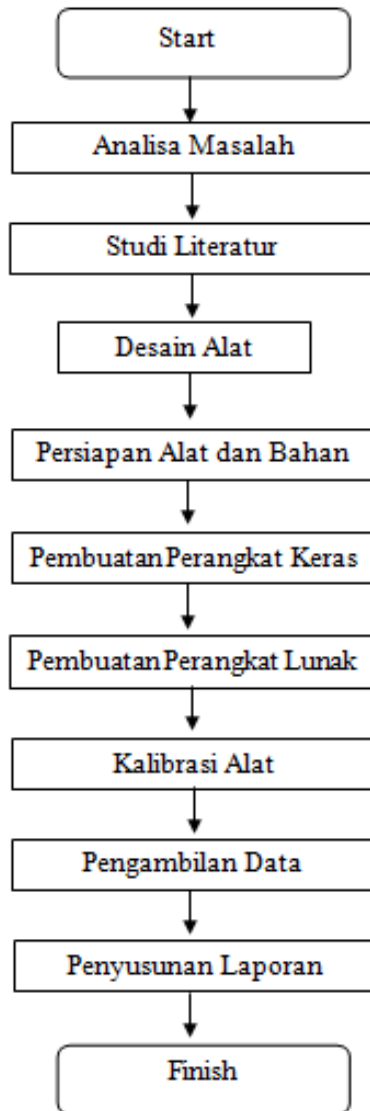 Start
Analisa Masalah
Studi Literatur
Desain Alat
Persiapan Alat dan Bahan
Pembuatan Perangkat Keras
Pembuatan Perangkat Lunak
Kalibrasi Alat
Pengambilan Data
Penyusunan Laporan
Finish